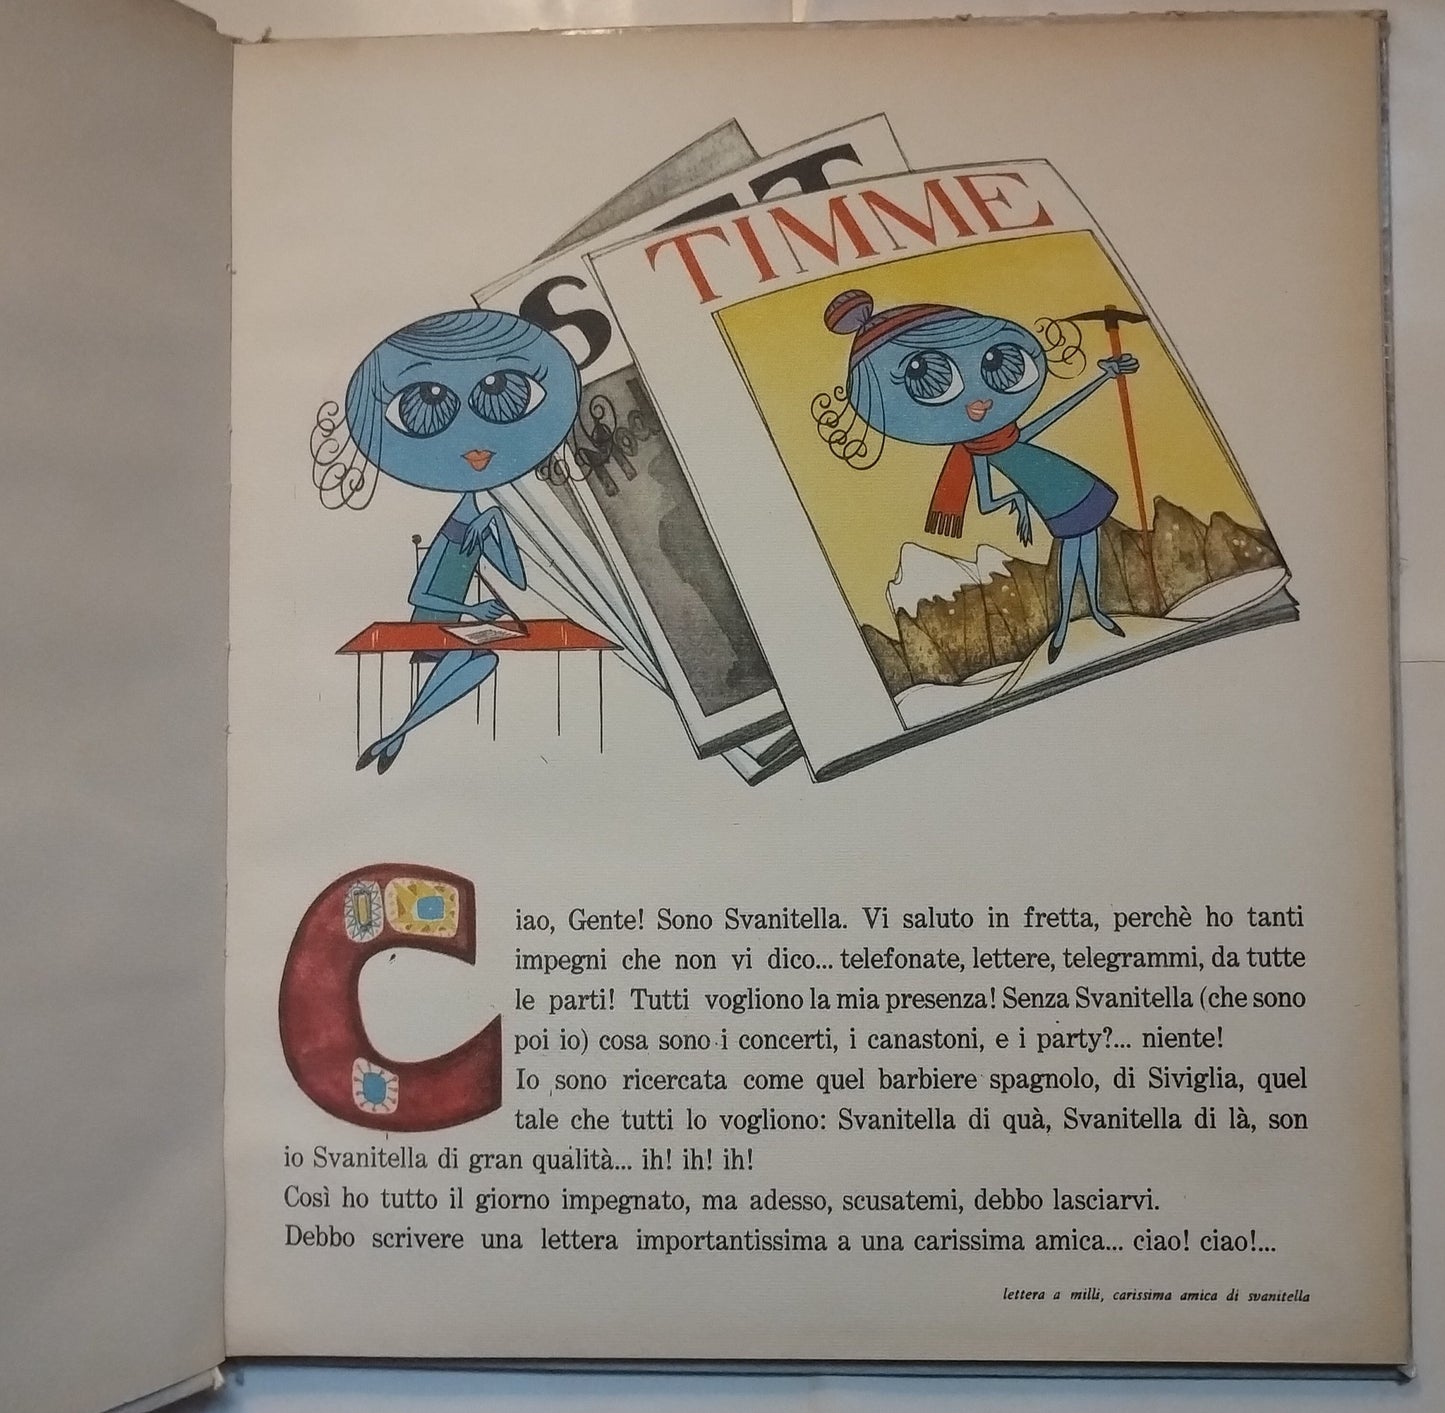 TIMME
Ciao, Gente! Sono Svanitella. Vi saluto in fretta, perchè ho tanti
impegni che non vi dico... telefonate, lettere, telegrammi, da tutte
le parti! Tutti vogliono la mia presenza! Senza Svanitella (che sono
poi io) cosa sono i concerti, i canastoni, e i party?... niente!
Io sono ricercata come quel barbiere spagnolo, di Siviglia, quel
tale che tutti lo vogliono: Svanitella di quà, Svanitella di là, son
io Svanitella di gran qualità... ih! ih! ih!
Così ho tutto il giorno impegnato, ma adesso, scusatemi, debbo lasciarvi.
Debbo scrivere una lettera importantissima a una carissima amica... ciao! ciao!...
lettera a milli, carissima amica di svanitella